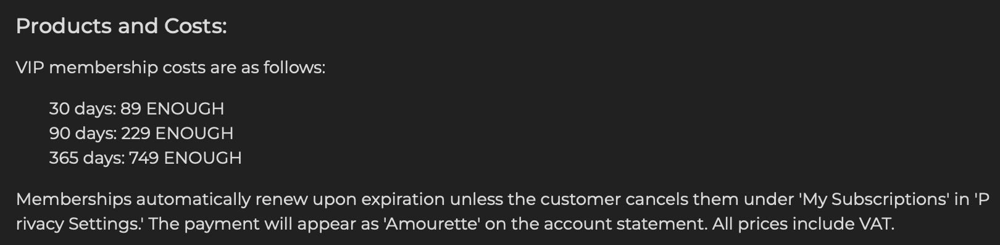 Products and Costs:
VIP membership costs are as follows:
30 days: 89 ENOUGH
90 days: 229 ENOUGH
365 days: 749 ENOUGH
Memberships automatically renew upon expiration unless the customer cancels them under 'My Subscriptions' in 'P
rivacy Settings.' The payment will appear as 'Amourette' on the account statement. All prices include VAT.